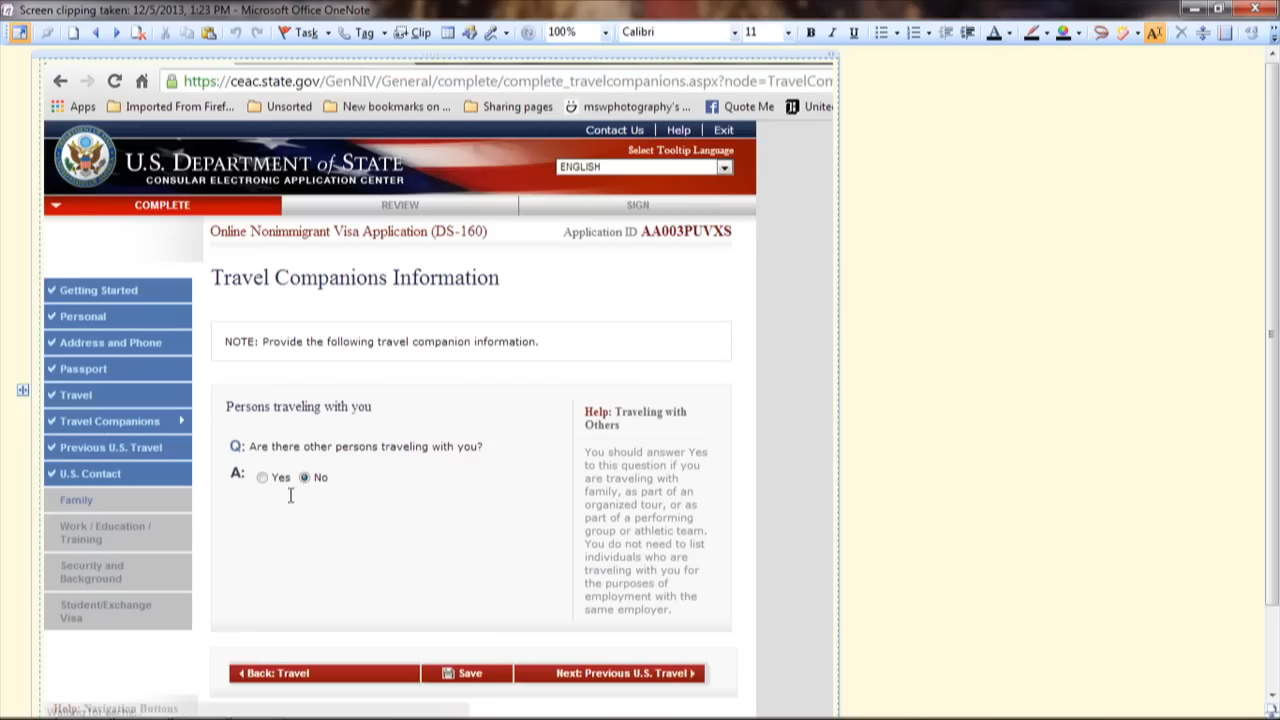 Screen clipping taken: 12/5/2013, 1:23 PM - Microsoft Office OneNote
Task Tag Clip 100% Calibri 11 B I U
https://ceac.state.gov/GenNIV/General/complete/complete_travelcompanions.aspx?node=TravelCom
Apps Imported From Firef... Unsorted New bookmarks on ... Sharing pages mswphotography's ... Quote Me Unite
Contact Us | Help | Exit
U.S. DEPARTMENT of STATE
CONSULAR ELECTRONIC APPLICATION CENTER
Select Tooltip Language
ENGLISH
COMPLETE REVIEW SIGN
Online Nonimmigrant Visa Application (DS-160) Application ID AA003PUVXS
Travel Companions Information
Getting Started
Personal
Address and Phone
Passport
Travel
Travel Companions
Previous U.S. Travel
U.S. Contact
Family
Work / Education /
Training
Security and
Background
Student/Exchange
Visa
NOTE: Provide the following travel companion information.
Persons traveling with you
Q: Are there other persons traveling with you?
A: Yes No
Help: Traveling with
Others
You should answer Yes
to this question if you
are traveling with
family, as part of an
organized tour, or as
part of a performing
group or athletic team.
You do not need to list
individuals who are
traveling with you for
the purposes of
employment with the
same employer.
Back: Travel Save Next: Previous U.S. Travel
Help: Navigation Buttons